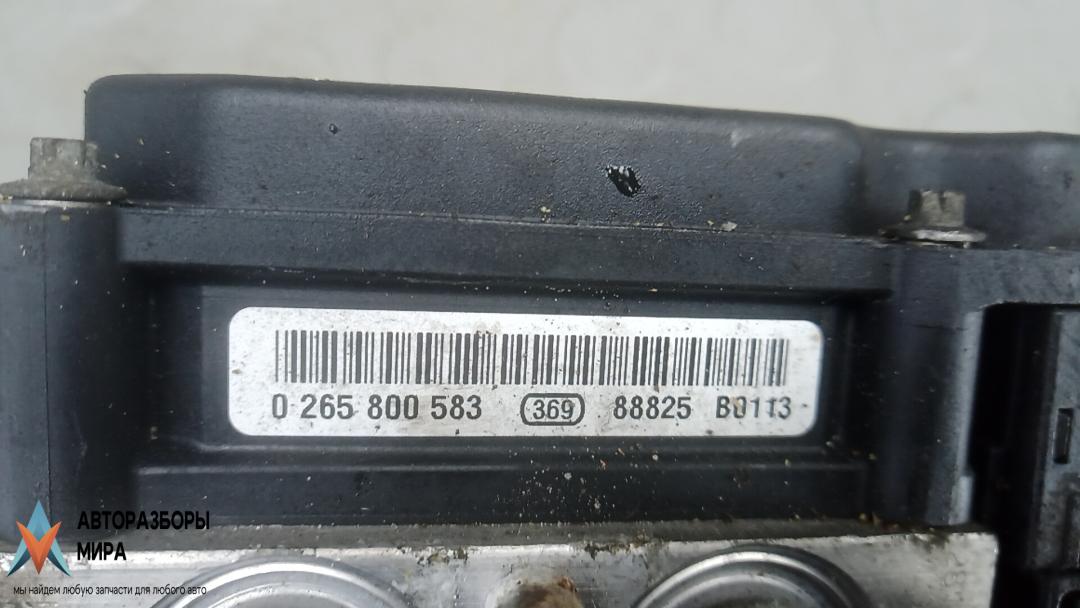 0 265 800 583 369 88825 B0113
АВТОРАЗБОРЫ
МИРА
мы найдем любую запчасти для любого авто